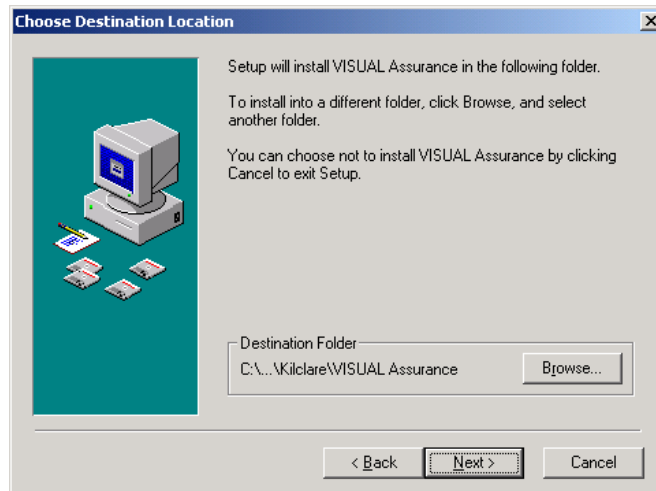 Choose Destination Location
Setup will install VISUAL Assurance in the following folder.
To install into a different folder, click Browse, and select
another folder.
You can choose not to install VISUAL Assurance by clicking
Cancel to exit Setup.
Destination Folder
C:\...\Kilclare\VISUAL Assurance
Browse...
< Back
Next >
Cancel